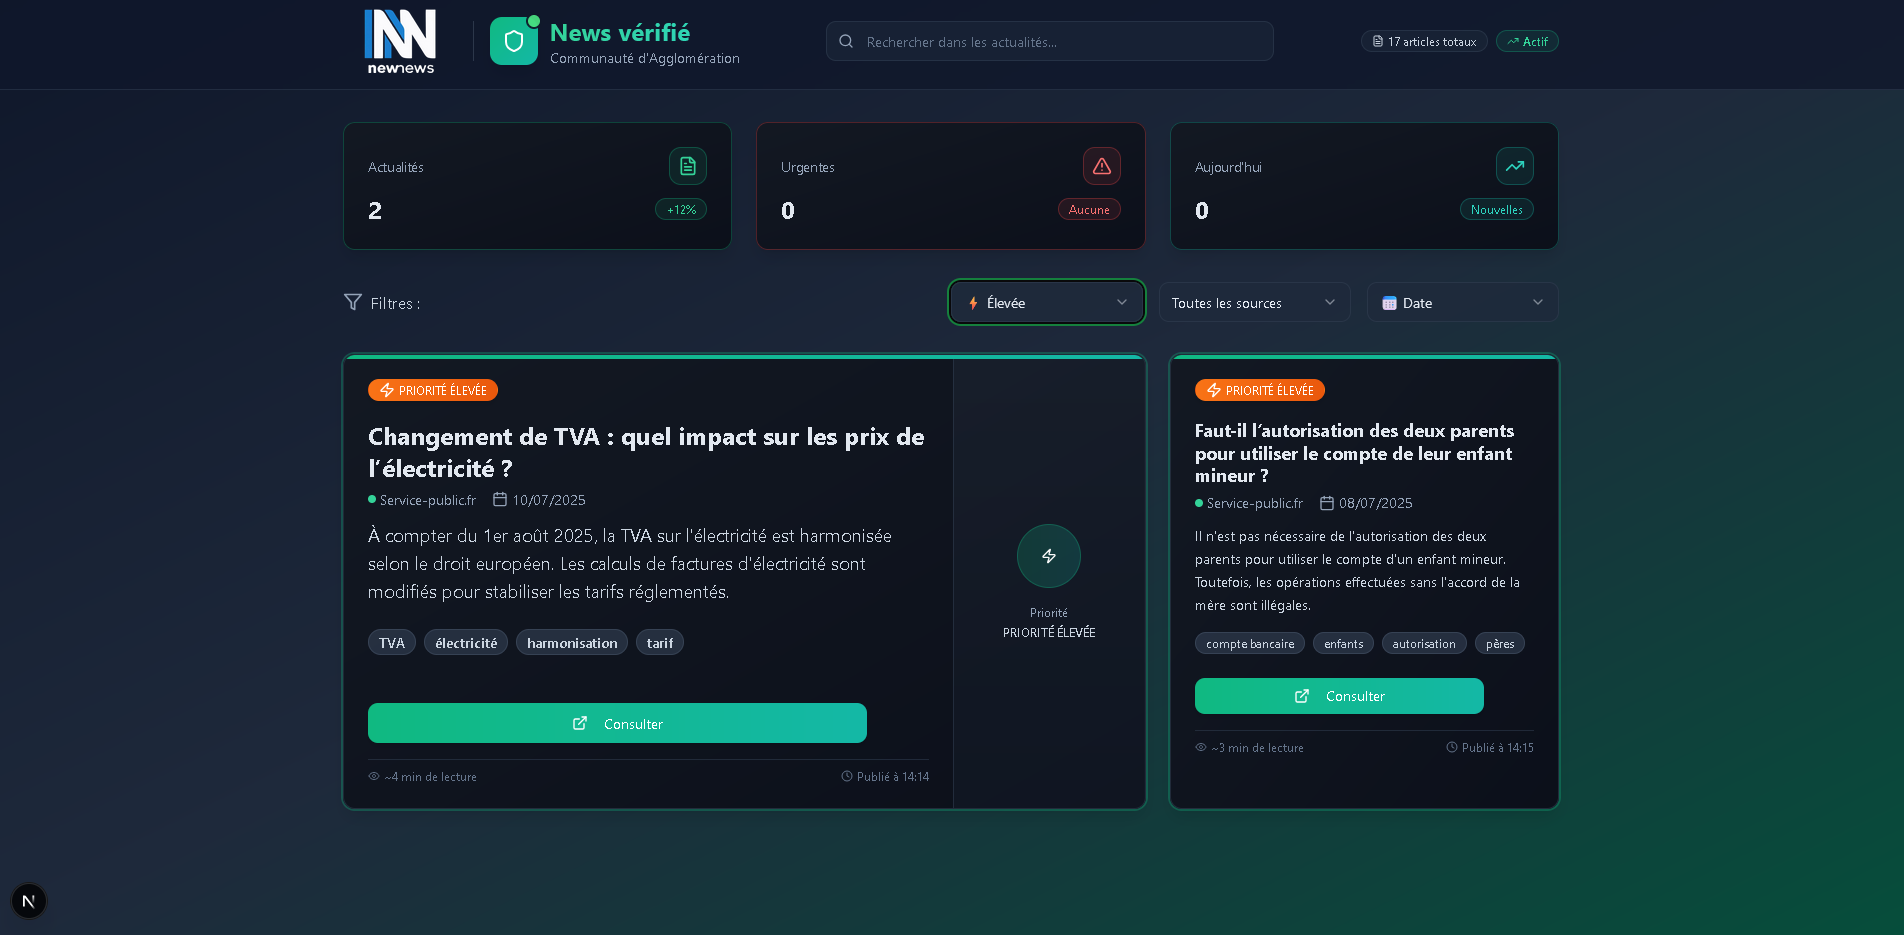 NN
newnews
News vérifié
Communauté d'Agglomération
Rechercher dans les actualités...
17 articles totaux
Actif
Actualités
2
+12%
Urgentes
0
Aucune
Aujourd'hui
0
Nouvelles
Filtres :
Élevée
Toutes les sources
Date
PRIORITÉ ÉLEVÉE
Changement de TVA : quel impact sur les prix de
l'électricité ?
Service-public.fr
10/07/2025
À compter du 1er août 2025, la TVA sur l'électricité est harmonisée
selon le droit européen. Les calculs de factures d'électricité sont
modifiés pour stabiliser les tarifs réglementés.
TVA
électricité
harmonisation
tarif
Consulter
~4 min de lecture
Publié à 14:14
Priorité
PRIORITÉ ÉLEVÉE
PRIORITÉ ÉLEVÉE
Faut-il l'autorisation des deux parents
pour utiliser le compte de leur enfant
mineur ?
Service-public.fr
08/07/2025
Il n'est pas nécessaire de l'autorisation des deux
parents pour utiliser le compte d'un enfant mineur.
Toutefois, les opérations effectuées sans l'accord de la
mère sont illégales.
compte bancaire
enfants
autorisation
pères
Consulter
~3 min de lecture
Publié à 14:15
N